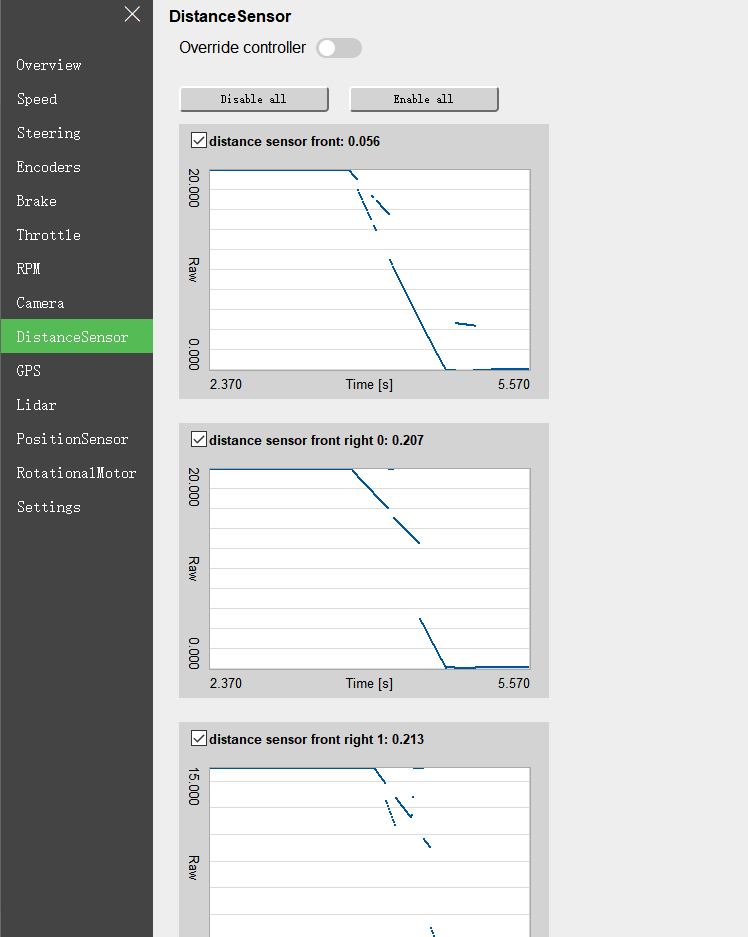 DistanceSensor
Override controller
Overview
Speed
Steering
Encoders
Brake
Throttle
RPM
Camera
DistanceSensor
GPS
Lidar
PositionSensor
RotationalMotor
Settings
Disable all
Enable all
distance sensor front: 0.056
20.000
Raw
0.000
2.370
Time [s]
5.570
distance sensor front right 0: 0.207
20.000
Raw
0.000
2.370
Time [s]
5.570
distance sensor front right 1: 0.213
15.000
Raw